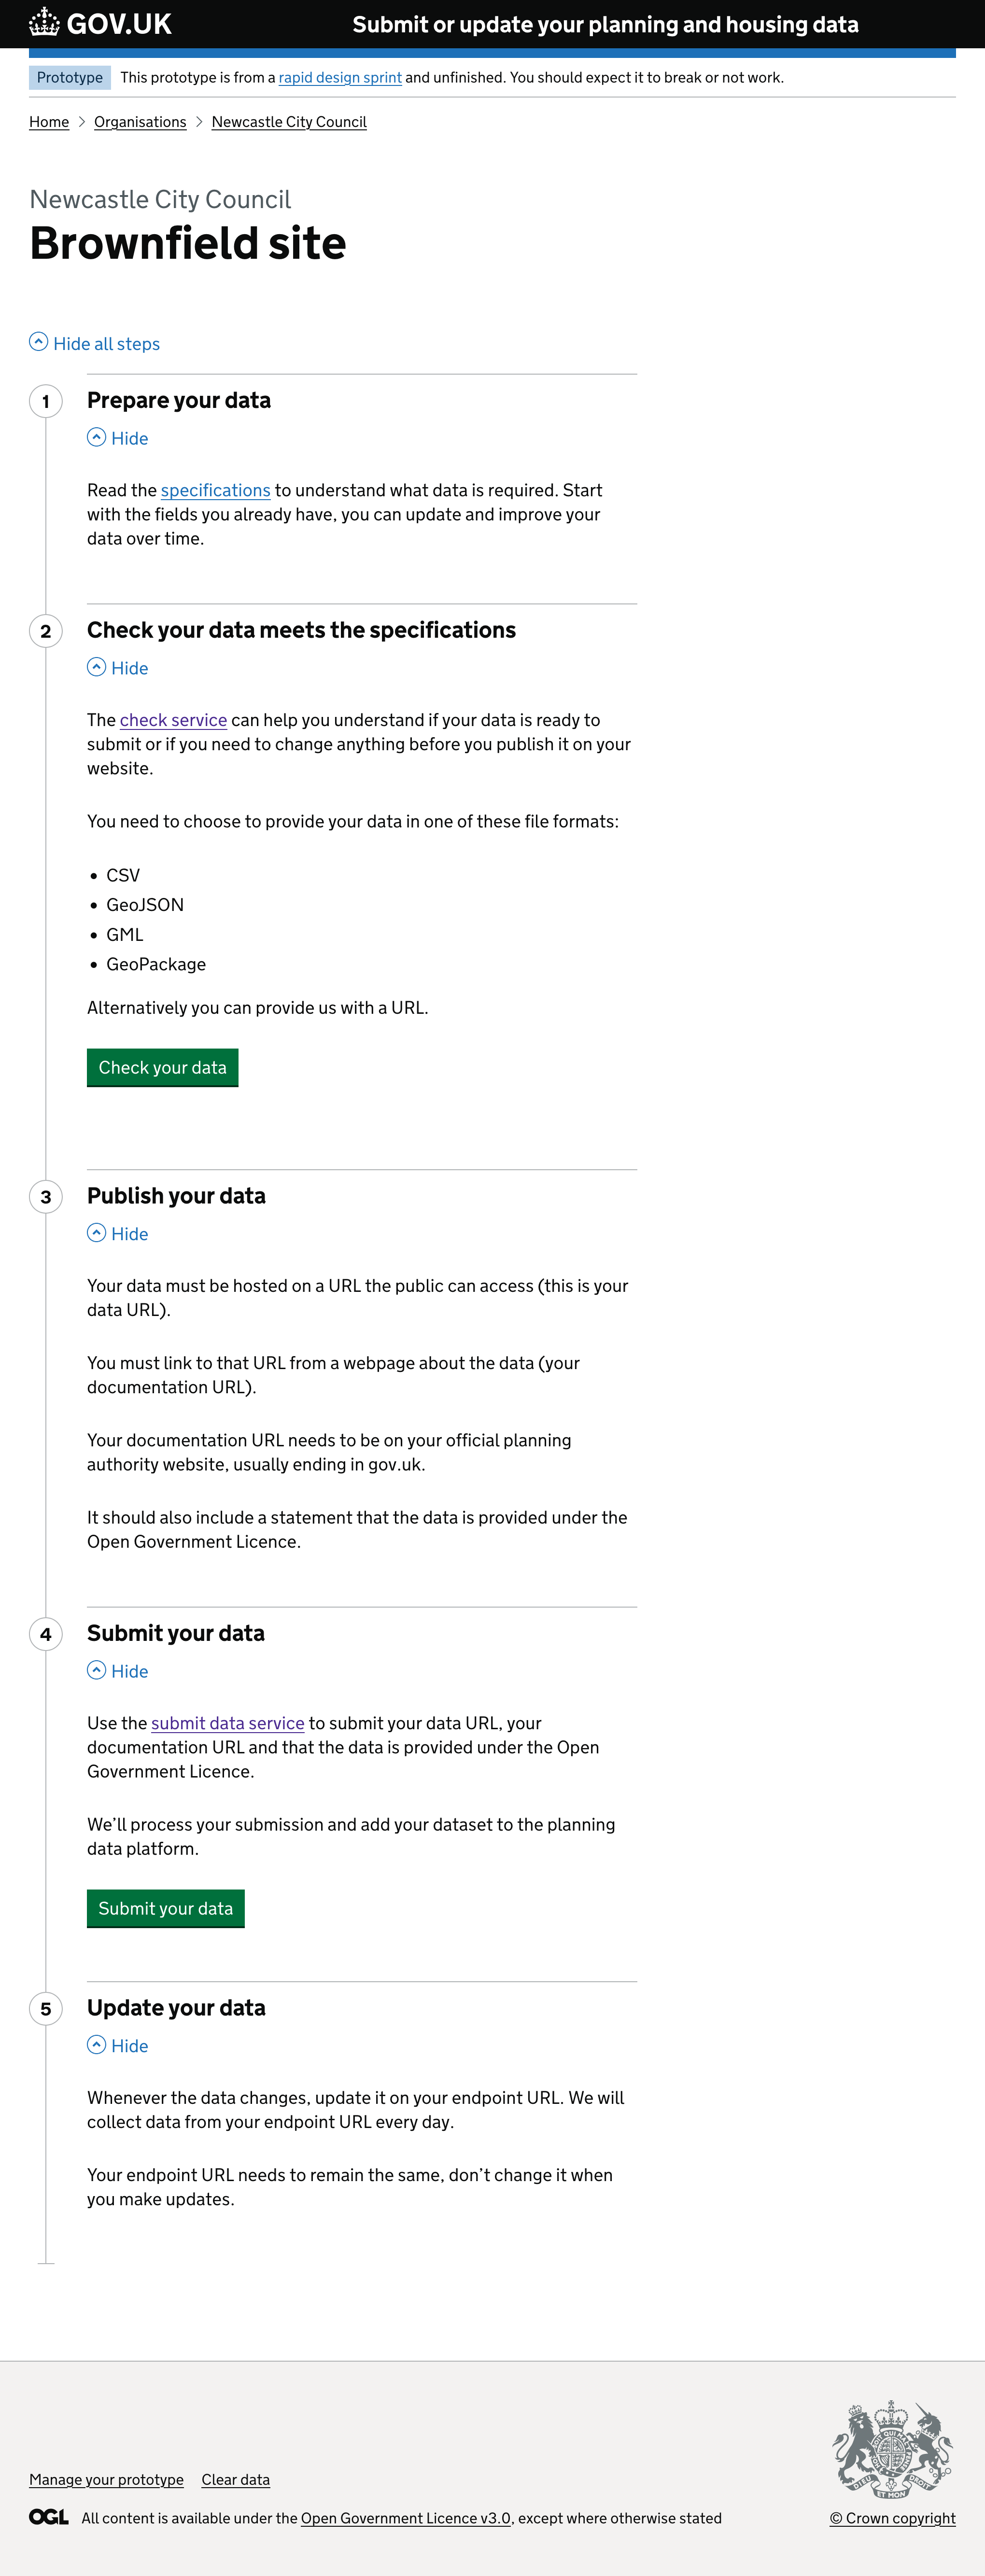 GOV.UK
Submit or update your planning and housing data
Prototype This prototype is from a rapid design sprint and unfinished. You should expect it to break or not work.
Home > Organisations > Newcastle City Council
Newcastle City Council
Brownfield site
Hide all steps
1 Prepare your data
Hide
Read the specifications to understand what data is required. Start
with the fields you already have, you can update and improve your
data over time.
2 Check your data meets the specifications
Hide
The check service can help you understand if your data is ready to
submit or if you need to change anything before you publish it on your
website.
You need to choose to provide your data in one of these file formats:
• CSV
• GeoJSON
• GML
• GeoPackage
Alternatively you can provide us with a URL.
Check your data
3 Publish your data
Hide
Your data must be hosted on a URL the public can access (this is your
data URL).
You must link to that URL from a webpage about the data (your
documentation URL).
Your documentation URL needs to be on your official planning
authority website, usually ending in gov.uk.
It should also include a statement that the data is provided under the
Open Government Licence.
4 Submit your data
Hide
Use the submit data service to submit your data URL, your
documentation URL and that the data is provided under the Open
Government Licence.
We’ll process your submission and add your dataset to the planning
data platform.
Submit your data
5 Update your data
Hide
Whenever the data changes, update it on your endpoint URL. We will
collect data from your endpoint URL every day.
Your endpoint URL needs to remain the same, don’t change it when
you make updates.
Manage your prototype Clear data
OGL All content is available under the Open Government Licence v3.0, except where otherwise stated
© Crown copyright